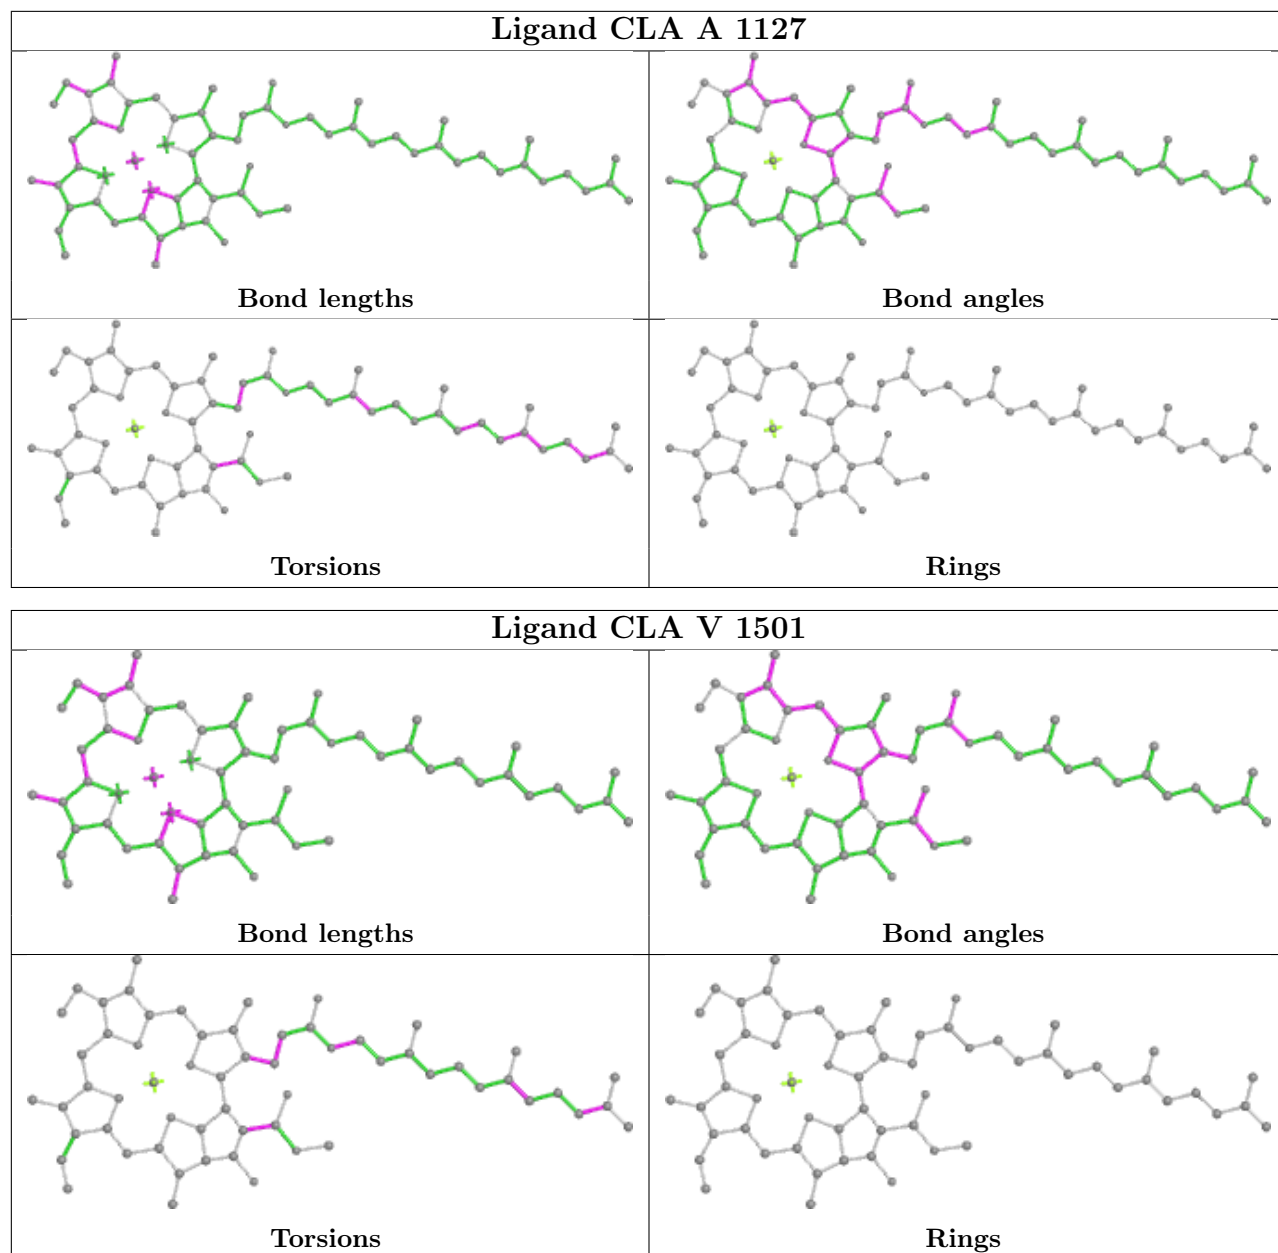 Ligand CLA A 1127
Bond lengths
Bond angles
Torsions
Rings
Ligand CLA V 1501
Bond lengths
Bond angles
Torsions
Rings